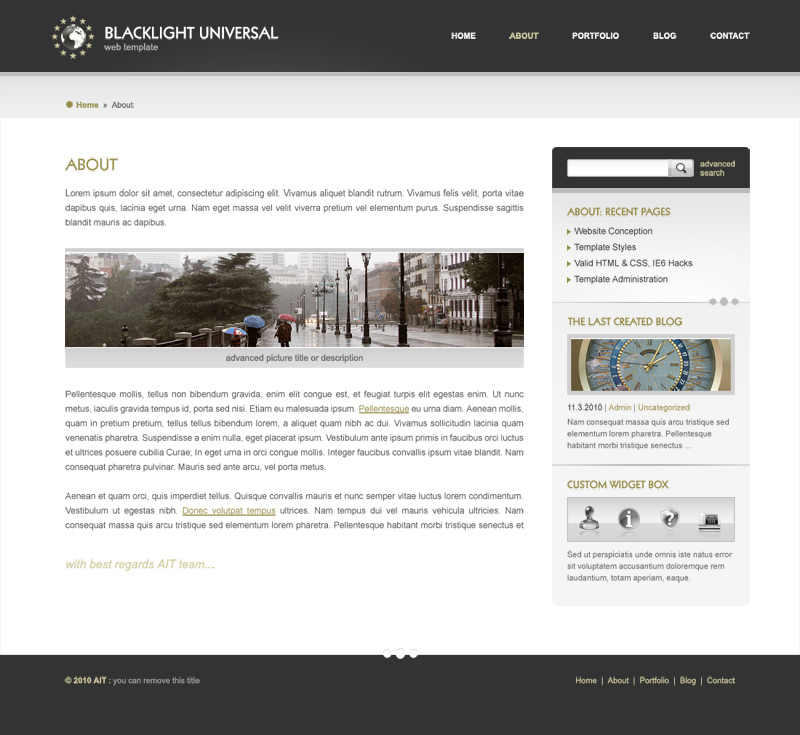 BLACKLIGHT UNIVERSAL
web template
HOME
ABOUT
PORTFOLIO
BLOG
CONTACT
Home » About
ABOUT
Lorem ipsum dolor sit amet, consectetur adipiscing elit. Vivamus aliquet blandit rutrum. Vivamus felis velit, porta vitae
dapibus quis, lacinia eget urna. Nam eget massa vel velit viverra pretium vel elementum purus. Suspendisse sagittis
blandit mauris ac dapibus.
advanced picture title or description
Pellentesque mollis, tellus non bibendum gravida, enim elit congue est, et feugiat turpis elit egestas enim. Ut nunc
metus, iaculis gravida tempus id, porta sed nisi. Etiam eu malesuada ipsum. Pellentesque eu urna diam. Aenean mollis,
quam in pretium pretium, tellus tellus bibendum lorem, a aliquet quam nibh ac dui. Vivamus sollicitudin lacinia quam
venenatis pharetra. Suspendisse a enim nulla, eget placerat ipsum. Vestibulum ante ipsum primis in faucibus orci luctus
et ultrices posuere cubilia Curae; In eget urna in orci congue mollis. Integer faucibus convallis ipsum vitae blandit. Nam
consequat pharetra pulvinar. Mauris sed ante arcu, vel porta metus.
Aenean et quam orci, quis imperdiet tellus. Quisque convallis mauris et nunc semper vitae luctus lorem condimentum.
Vestibulum ut egestas nibh. Donec volutpat tempus ultrices. Nam tempus dui vel mauris vehicula ultricies. Nam
consequat massa quis arcu tristique sed elementum lorem pharetra. Pellentesque habitant morbi tristique senectus et
with best regards AIT team...
advanced
search
ABOUT: RECENT PAGES
Website Conception
Template Styles
Valid HTML & CSS, IE6 Hacks
Template Administration
THE LAST CREATED BLOG
11.3.2010 | Admin | Uncategorized
Nam consequat massa quis arcu tristique sed
elementum lorem pharetra. Pellentesque
habitant morbi tristique senectus ...
CUSTOM WIDGET BOX
Sed ut perspiciatis unde omnis iste natus error
sit voluptatem accusantium doloremque rem
laudantium, totam aperiam, eaque.
© 2010 AIT : you can remove this title
Home | About | Portfolio | Blog | Contact